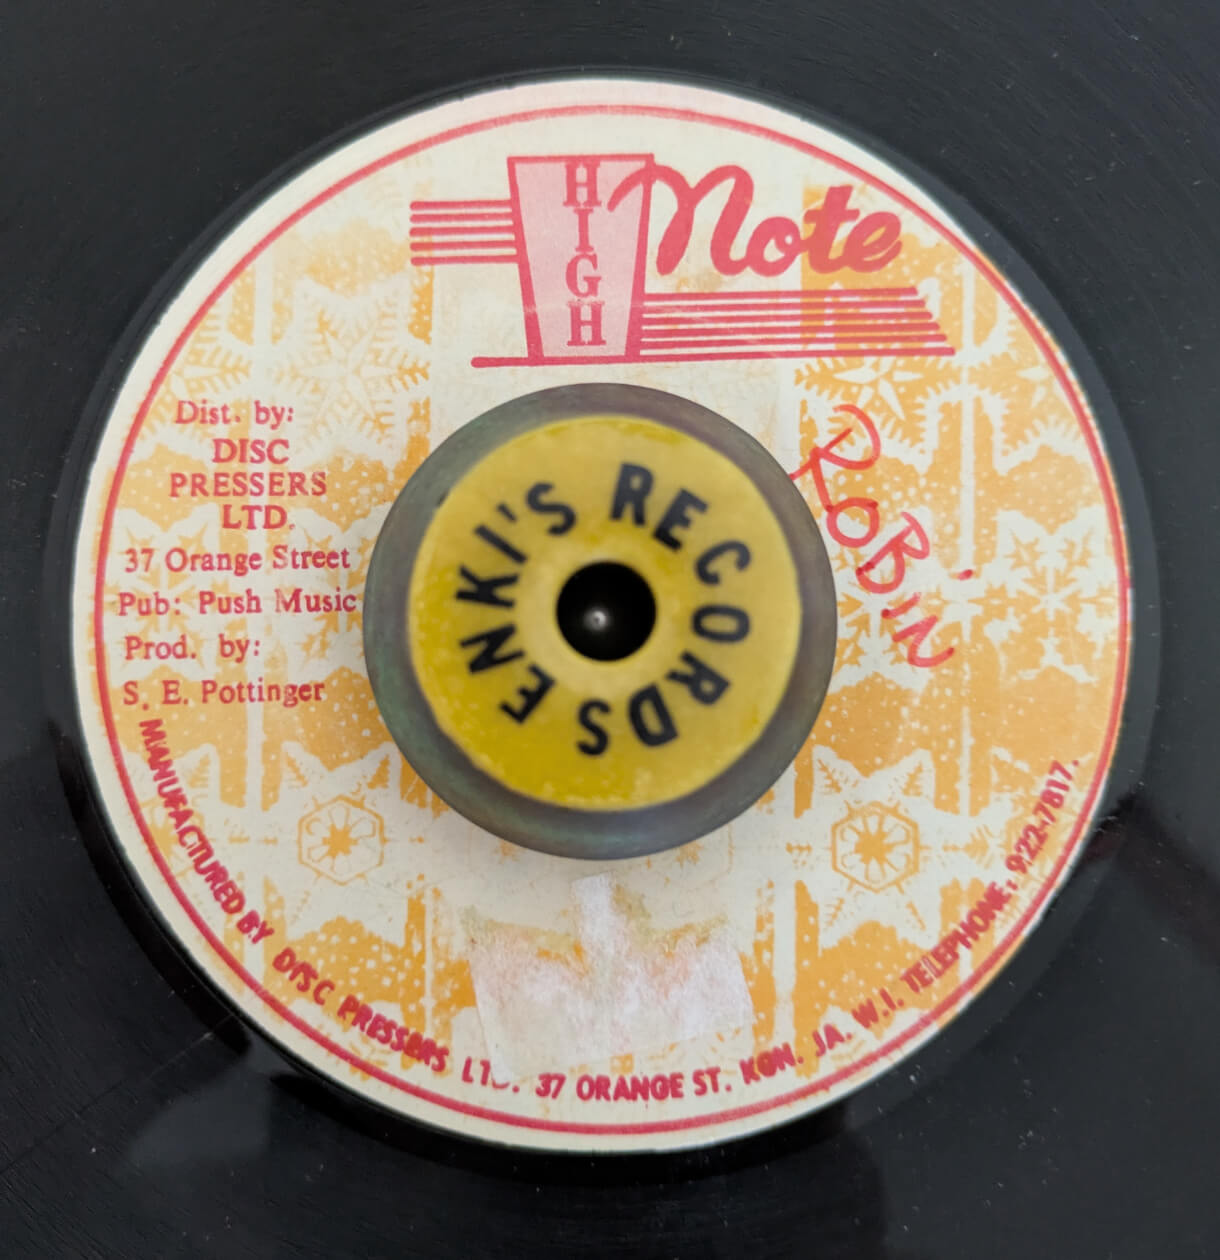 HIGH Note
Dist. by:
DISC
PRESSERS
LTD.
37 Orange Street
Pub: Push Music
Prod. by:
S. E. Pottinger
ROBIN
ENKI'S RECORDS
MANUFACTURED BY DISC PRESSERS LTD. 37 ORANGE ST. KGN. JA. W.I. TELEPHONE: 922-7817.